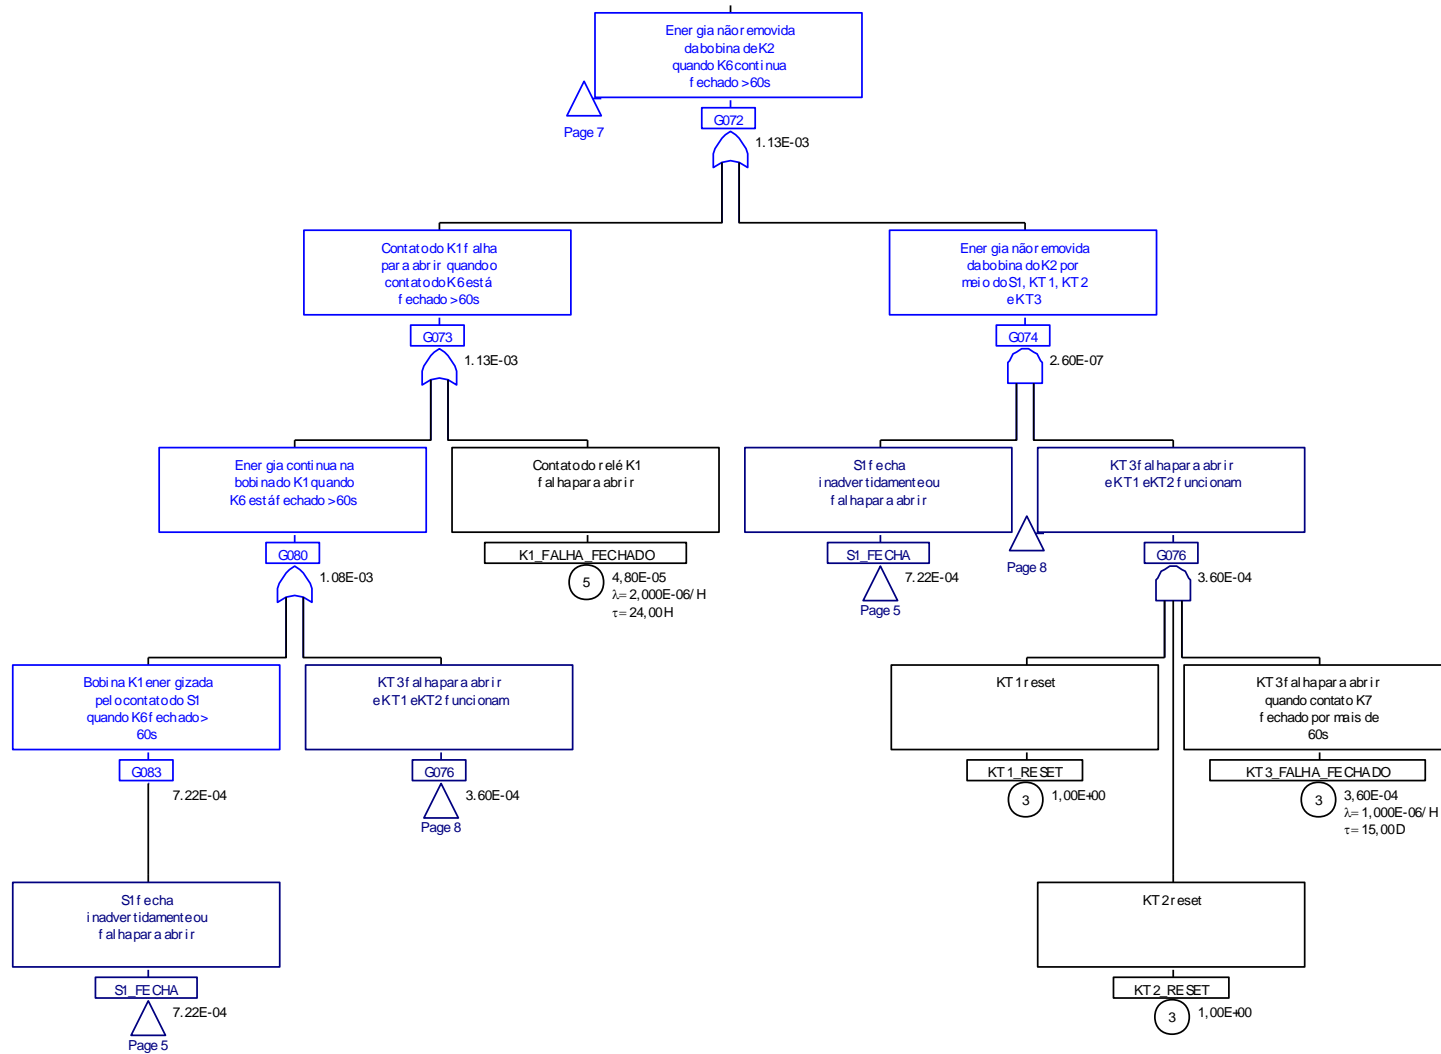 Energia não removida
da bobina de K2
quando K6 continua
fechado >60s
Page 7
G072
1.13E-03
Contato do K1 falha
para abrir quando o
contato do K6 está
fechado >60s
G073
1.13E-03
Energia não removida
da bobina do K2 por
meio do S1, KT1, KT2
e KT3
G074
2.60E-07
Energia continua na
bobina do K1 quando
K6 está fechado >60s
G080
1.08E-03
Contato do relé K1
falha para abrir
K1_FALHA_FECHADO
5
4,80E-05
λ=2,000E-06/H
τ=24,00H
S1 fecha
inadvertidamente ou
falha para abrir
S1_FECHA
7.22E-04
Page 5
KT3 falha para abrir
e KT1 e KT2 funcionam
Page 8
G076
3.60E-04
Bobina K1 energizada
pelo contato do S1
quando K6 fechado >
60s
G083
7.22E-04
KT3 falha para abrir
e KT1 e KT2 funcionam
G076
3.60E-04
Page 8
KT1 reset
KT1_RESET
3
1,00E+00
KT3 falha para abrir
quando contato K7
fechado por mais de
60s
KT3_FALHA_FECHADO
3
3,60E-04
λ=1,000E-06/H
τ=15,00D
S1 fecha
inadvertidamente ou
falha para abrir
S1_FECHA
7.22E-04
Page 5
KT2 reset
KT2_RESET
3
1,00E+00